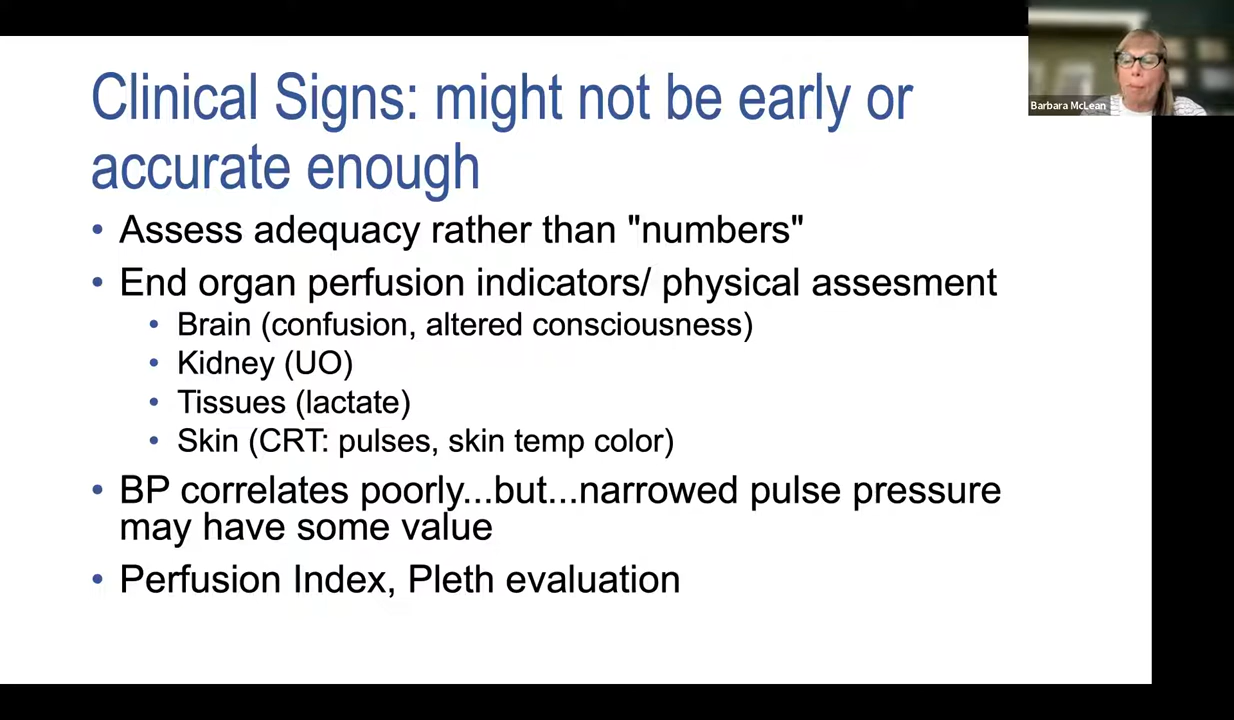 Clinical Signs: might not be early or
accurate enough
• Assess adequacy rather than "numbers"
• End organ perfusion indicators/ physical assesment
• Brain (confusion, altered consciousness)
• Kidney (UO)
• Tissues (lactate)
• Skin (CRT: pulses, skin temp color)
• BP correlates poorly...but...narrowed pulse pressure
may have some value
• Perfusion Index, Pleth evaluation
Barbara McLean